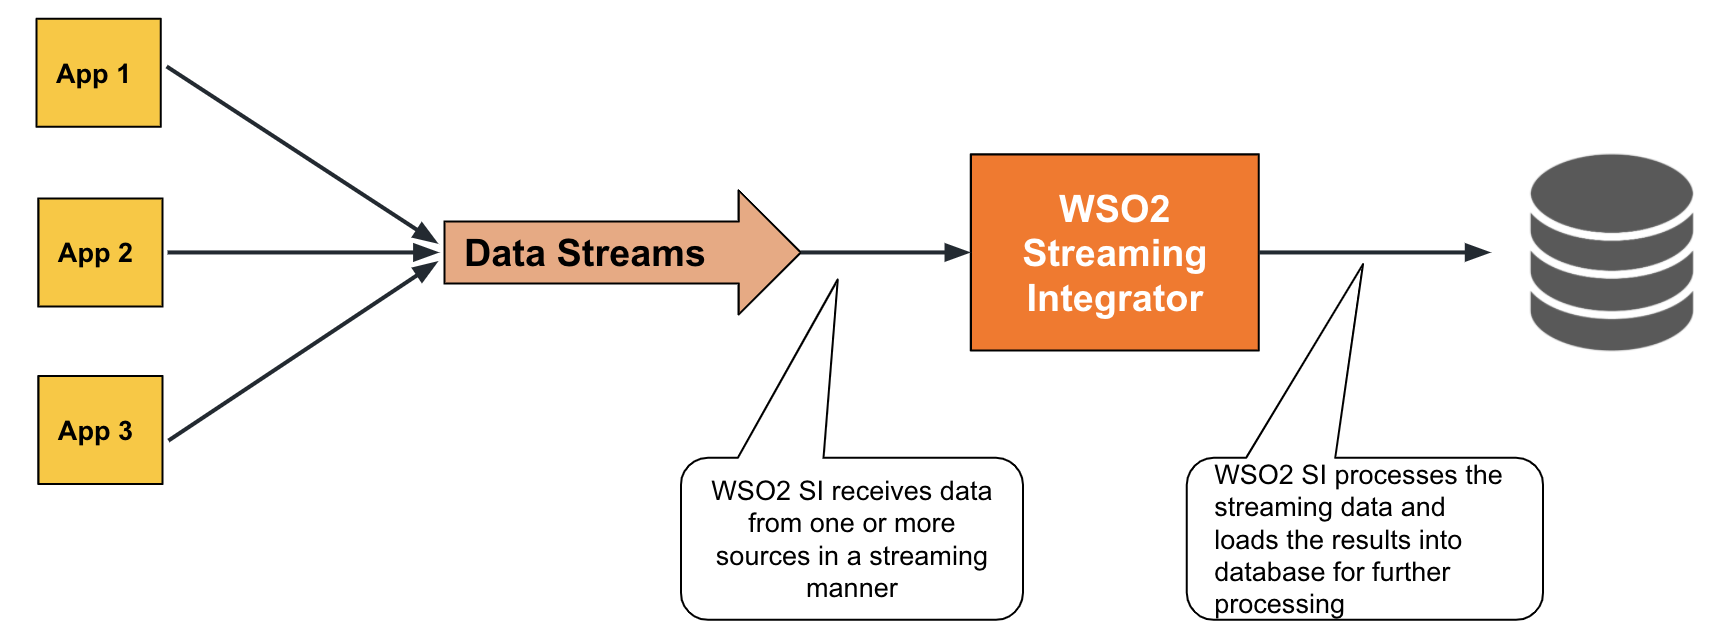 App 1
App 2
App 3
Data Streams
WSO2
Streaming
Integrator
WSO2 SI receives data
from one or more
sources in a streaming
manner
WSO2 SI processes the
streaming data and
loads the results into
database for further
processing